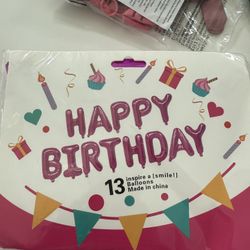 HAPPY
BIRTHDAY
13 inspire a [smile!]
Balloons
Made in china